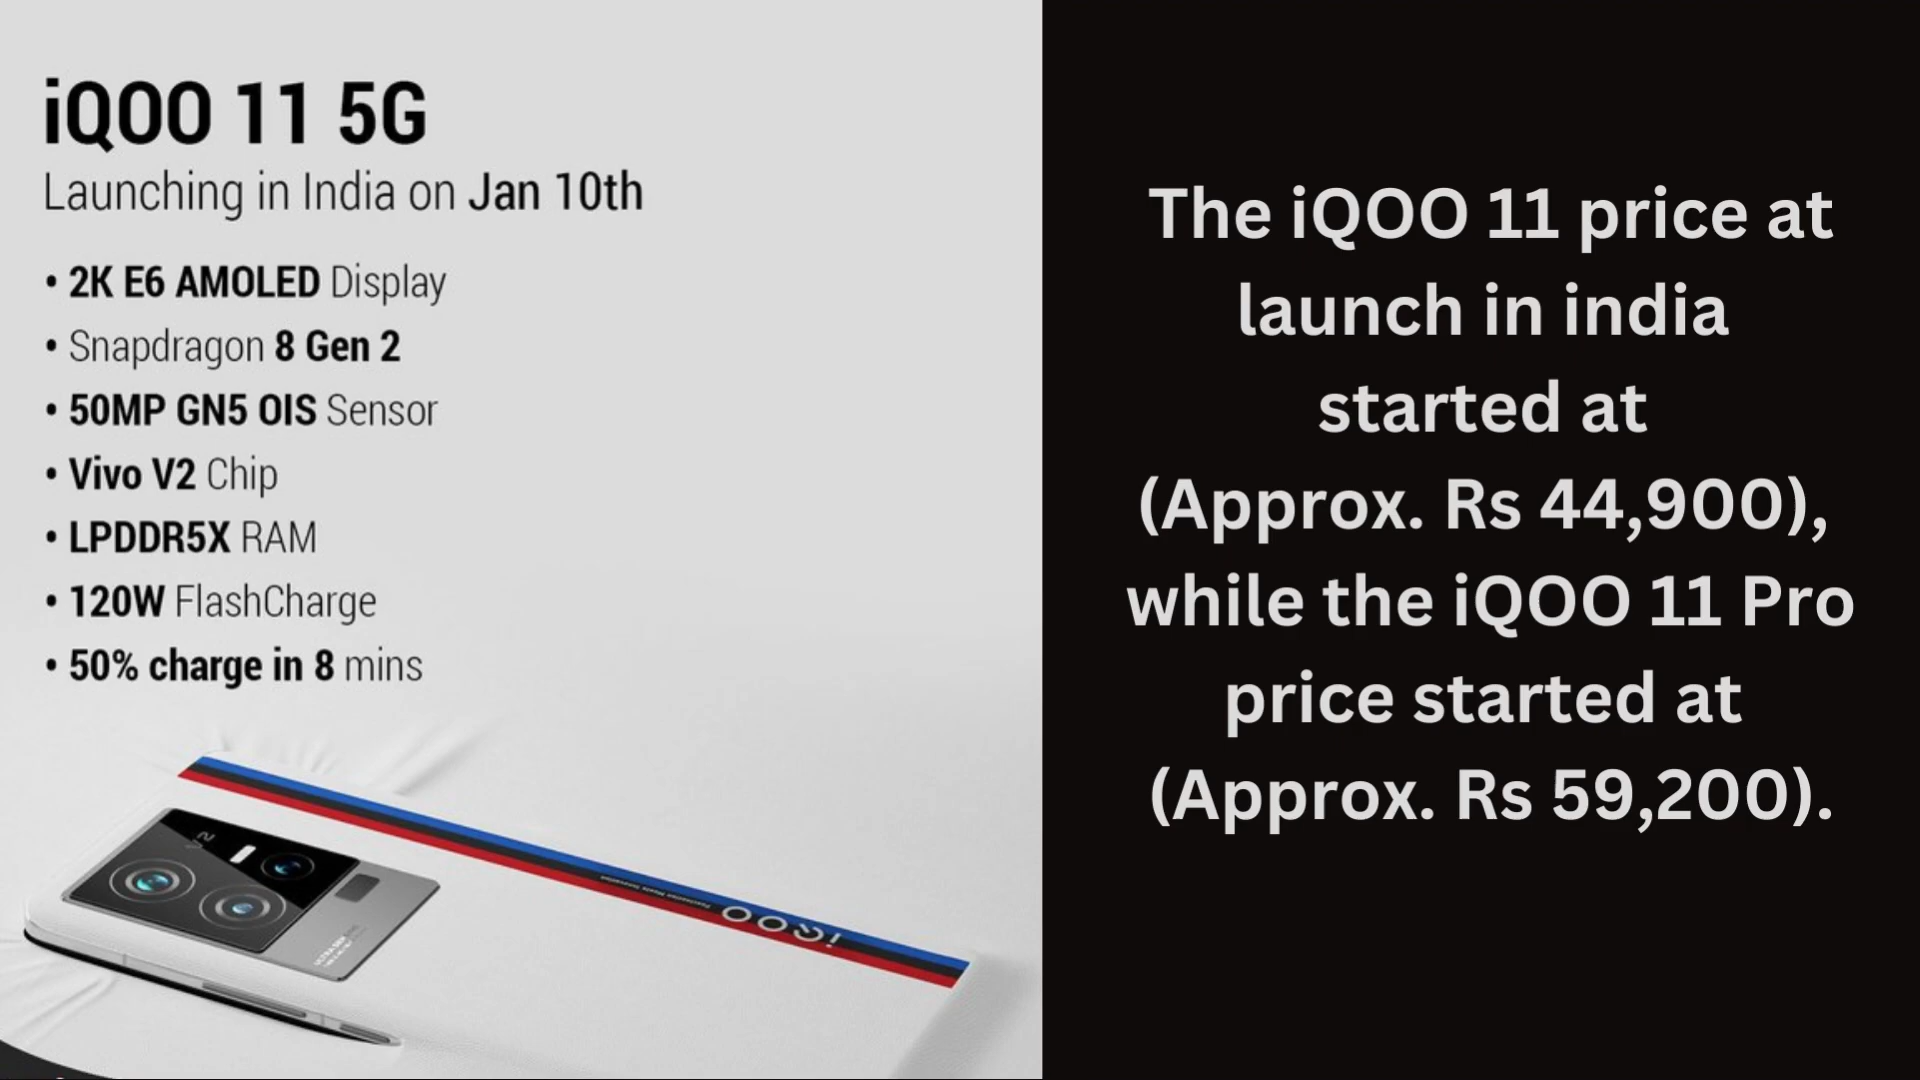 iQOO 11 5G
Launching in India on Jan 10th
• 2K E6 AMOLED Display
• Snapdragon 8 Gen 2
• 50MP GN5 OIS Sensor
• Vivo V2 Chip
• LPDDR5X RAM
• 120W FlashCharge
• 50% charge in 8 mins
V2
iQOO
The iQOO 11 price at
launch in india
started at
(Approx. Rs 44,900),
while the iQOO 11 Pro
price started at
(Approx. Rs 59,200).